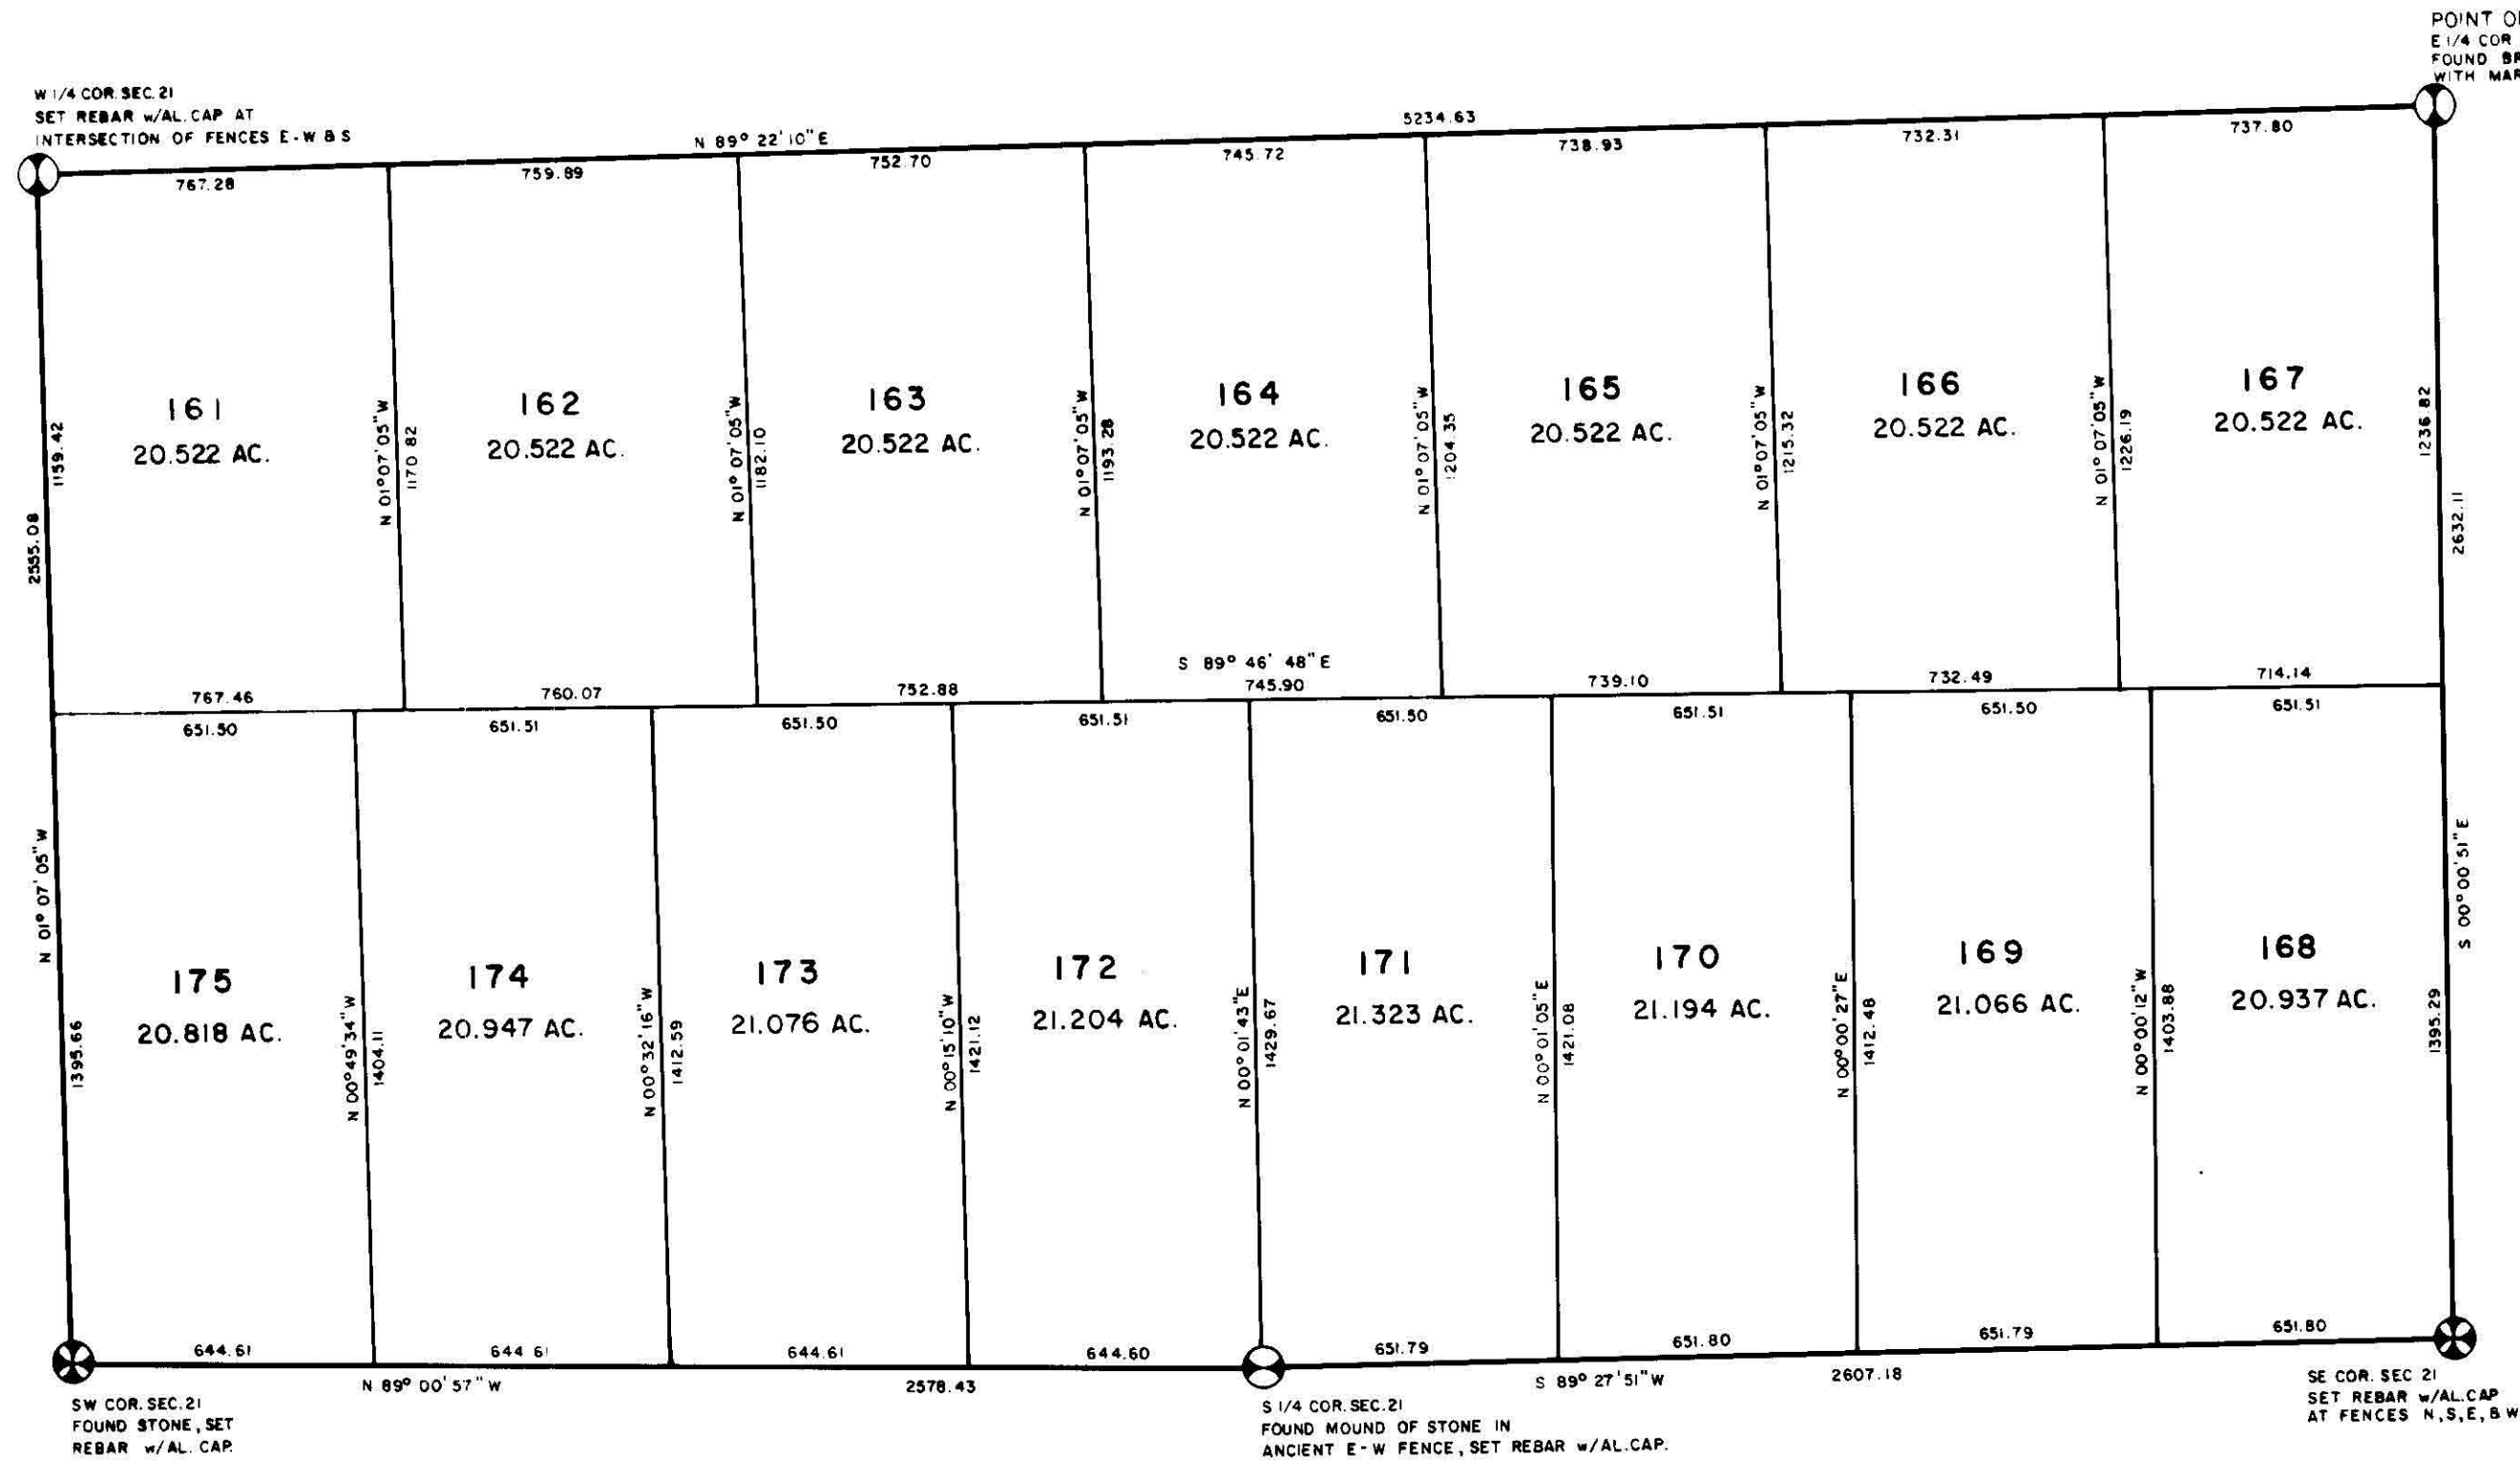 POINT O
E 1/4 COR
FOUND
WITH
W 1/4 COR. SEC. 21
SET REBAR w/AL. CAP AT
INTERSECTION OF FENCES E-W & S
N 89° 22' 10" E
5234.63
767.28
759.89
752.70
745.72
738.93
732.31
737.80
161
20.522 AC.
162
20.522 AC.
163
20.522 AC.
164
20.522 AC.
165
20.522 AC.
166
20.522 AC.
167
20.522 AC.
1159.42
2555.08
N 01° 07' 05" W
1170.82
N 01° 07' 05" W
1182.10
N 01° 07' 05" W
1193.28
N 01° 07' 05" W
1204.35
N 01° 07' 05" W
1215.32
N 01° 07' 05" W
1226.19
1236.82
2632.11
S 89° 46' 48" E
767.46
760.07
752.88
745.90
739.10
732.49
714.14
651.50
651.51
651.50
651.51
651.50
651.51
651.50
651.51
N 01° 07' 05" W
S 00° 00' 51" E
175
20.818 AC.
174
20.947 AC.
173
21.076 AC.
172
21.204 AC.
171
21.323 AC.
170
21.194 AC.
169
21.066 AC.
168
20.937 AC.
1395.66
N 00° 49' 34" W
1404.11
N 00° 32' 16" W
1412.59
N 00° 15' 10" W
1421.12
N 00° 01' 43" E
1429.67
N 00° 01' 05" E
1421.08
N 00° 00' 27" E
1412.48
N 00° 00' 12" W
1403.88
1395.29
644.61
644.61
644.61
644.60
651.79
651.80
651.79
651.80
N 89° 00' 57" W
2578.43
S 89° 27' 51" W
2607.18
SW COR. SEC. 21
FOUND STONE, SET
REBAR w/AL. CAP.
S 1/4 COR. SEC. 21
FOUND MOUND OF STONE IN
ANCIENT E-W FENCE, SET REBAR w/AL. CAP.
SE COR. SEC 21
SET REBAR w/AL. CAP
AT FENCES N,S,E,&W